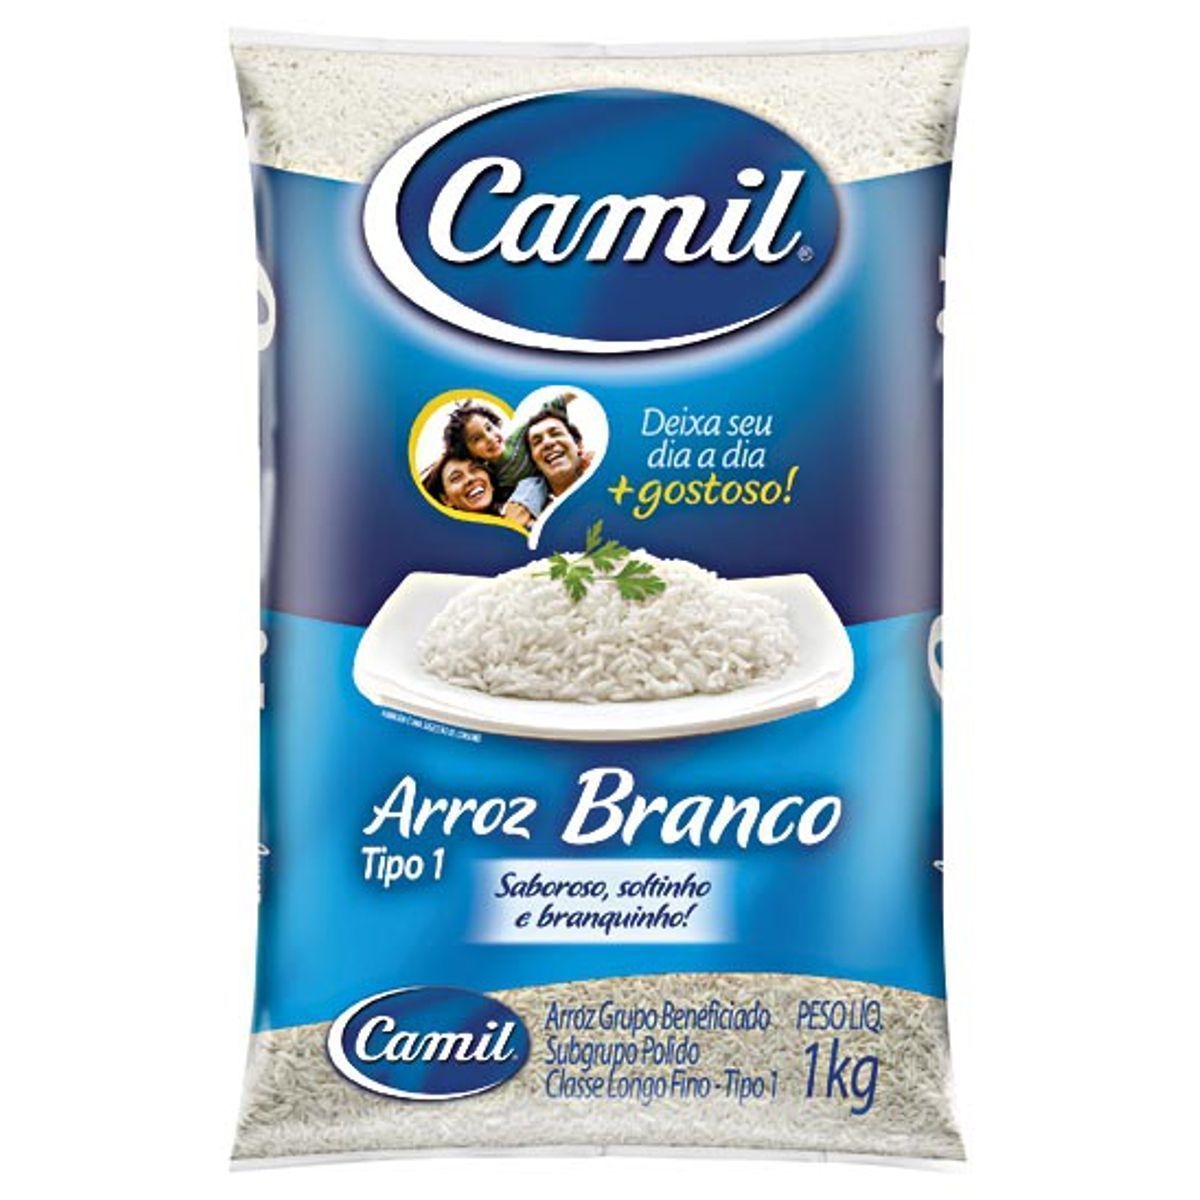 Camil®
Deixa seu
dia a dia
+gostoso!
Arroz Branco
Tipo 1
Saboroso, soltinho
e branquinho!
Camil
Arroz Grupo Beneficiado
Subgrupo Polido
Classe Longo Fino - Tipo 1
PESO LÍQ.
1kg